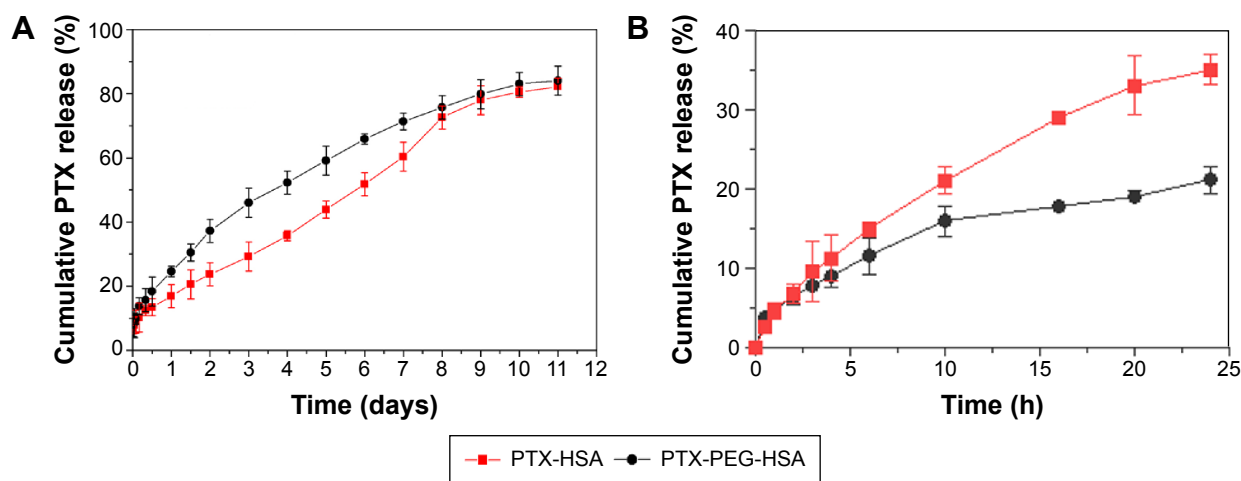 A
Cumulative PTX release (%)
100
80
60
40
20
0
0 1 2 3 4 5 6 7 8 9 10 11 12
Time (days)
B
Cumulative PTX release (%)
40
30
20
10
0
0 5 10 15 20 25
Time (h)
PTX-HSA PTX-PEG-HSA